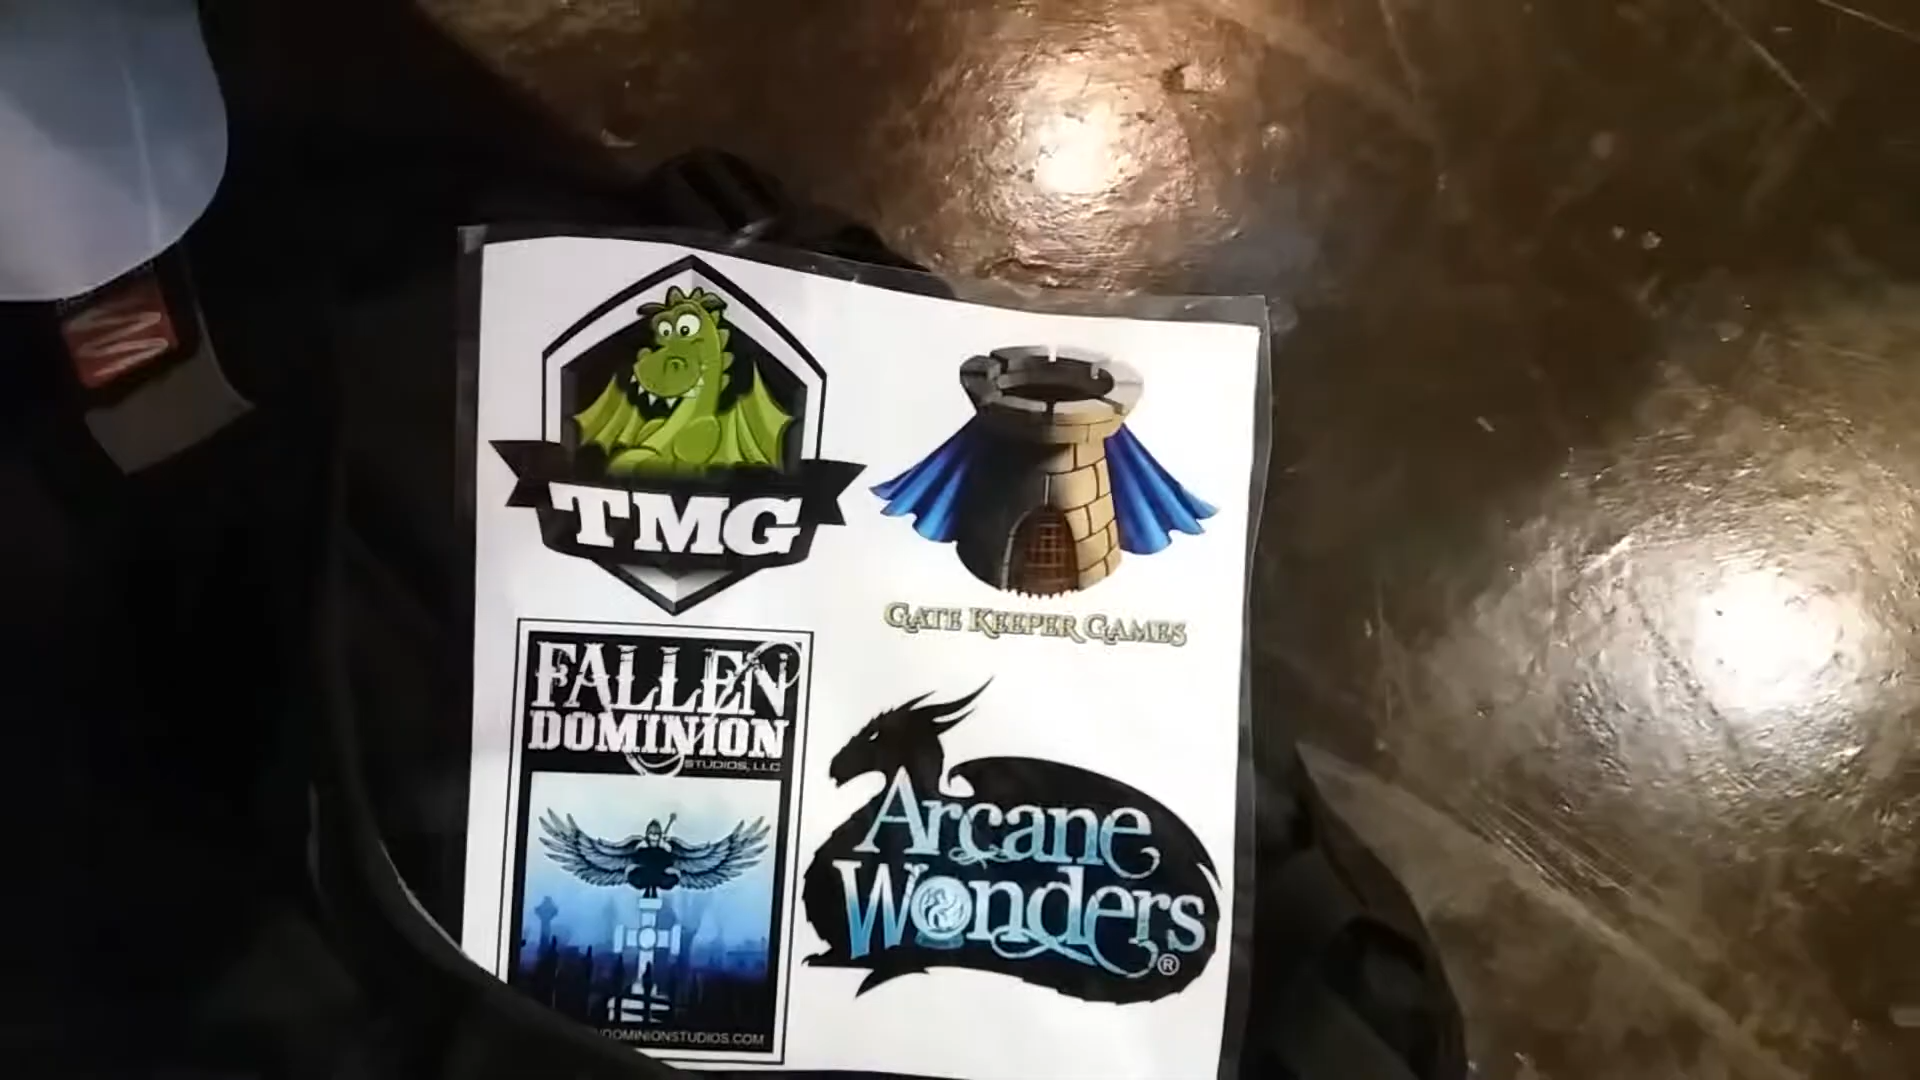 TMG
GATE KEEPER GAMES
FALLEN
DOMINION
STUDIOS, LLC
DOMINIONSTUDIOS.COM
Arcane
Wonders
®